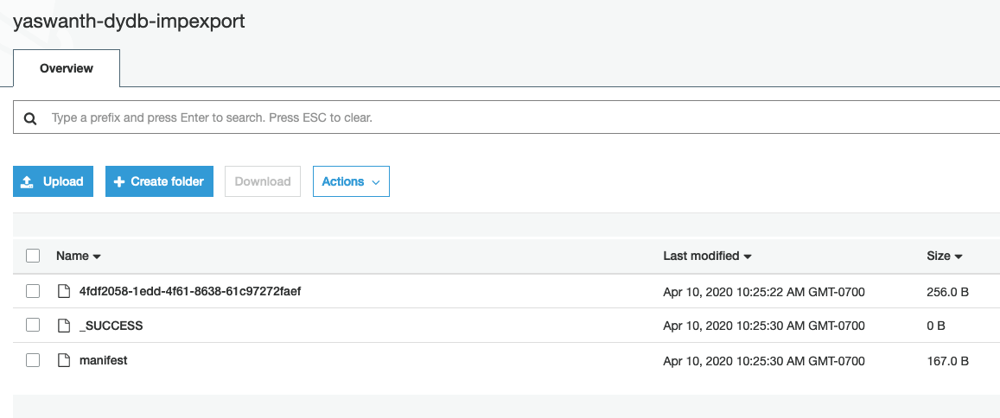 yaswanth-dydb-impexport
Overview
Type a prefix and press Enter to search. Press ESC to clear.
Upload Create folder Download Actions
Name Last modified Size
4fdf2058-1edd-4f61-8638-61c97272faef Apr 10, 2020 10:25:22 AM GMT-0700 256.0 B
_SUCCESS Apr 10, 2020 10:25:30 AM GMT-0700 0 B
manifest Apr 10, 2020 10:25:30 AM GMT-0700 167.0 B